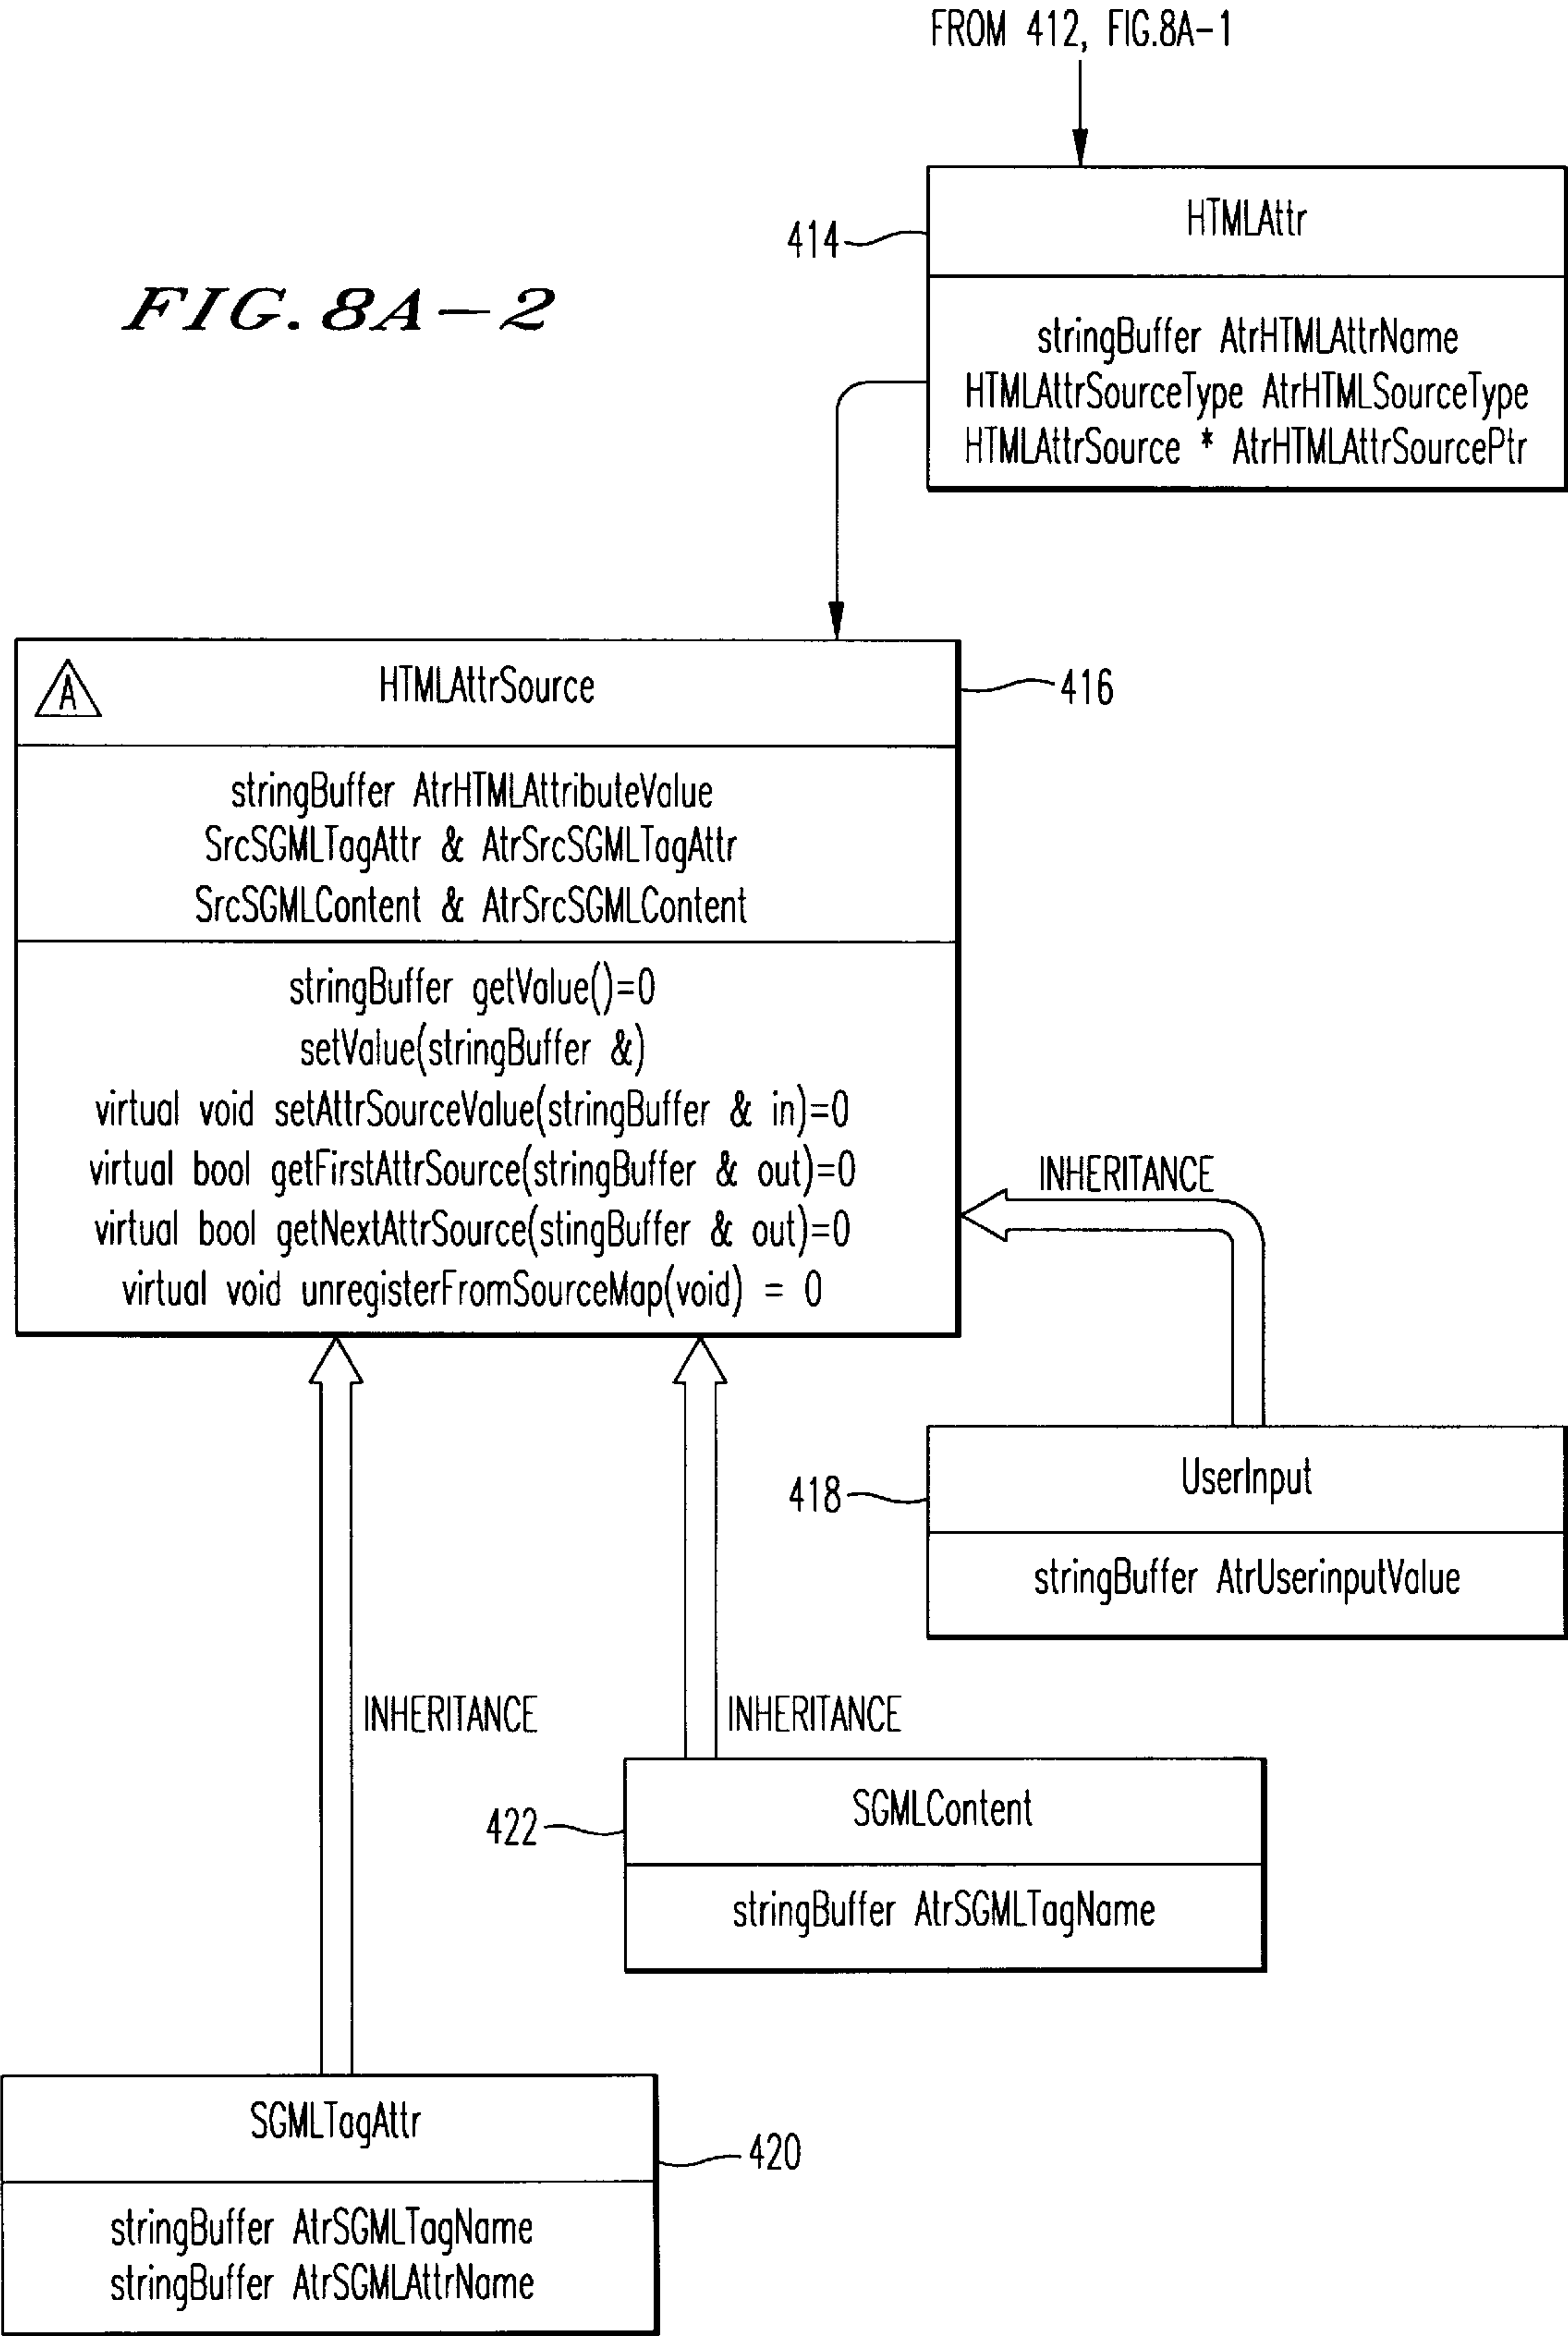 FROM 412, FIG.8A-1
HTMLAttr
414
FIG.8A-2
stringBuffer AtrHTMLAttrName
HTMLAttrSourceType AtrHTMLSourceType
HTMLAttrSource * AtrHTMLAttrSourcePtr
A
HTMLAttrSource
416
stringBuffer AtrHTMLAttributeValue
SrcSGMLTagAttr & AtrSrcSGMLTagAttr
SrcSGMLContent & AtrSrcSGMLContent
stringBuffer getValue()=0
setValue(stringBuffer &)
virtual void setAttrSourceValue(stringBuffer & in)=0
virtual bool getFirstAttrSource(stringBuffer & out)=0
virtual bool getNextAttrSource(stingBuffer & out)=0
virtual void unregisterFromSourceMap(void) = 0
INHERITANCE
UserInput
418
stringBuffer AtrUserinputValue
INHERITANCE
INHERITANCE
SGMLContent
422
stringBuffer AtrSGMLTagName
SGMLTagAttr
420
stringBuffer AtrSGMLTagName
stringBuffer AtrSGMLAttrName